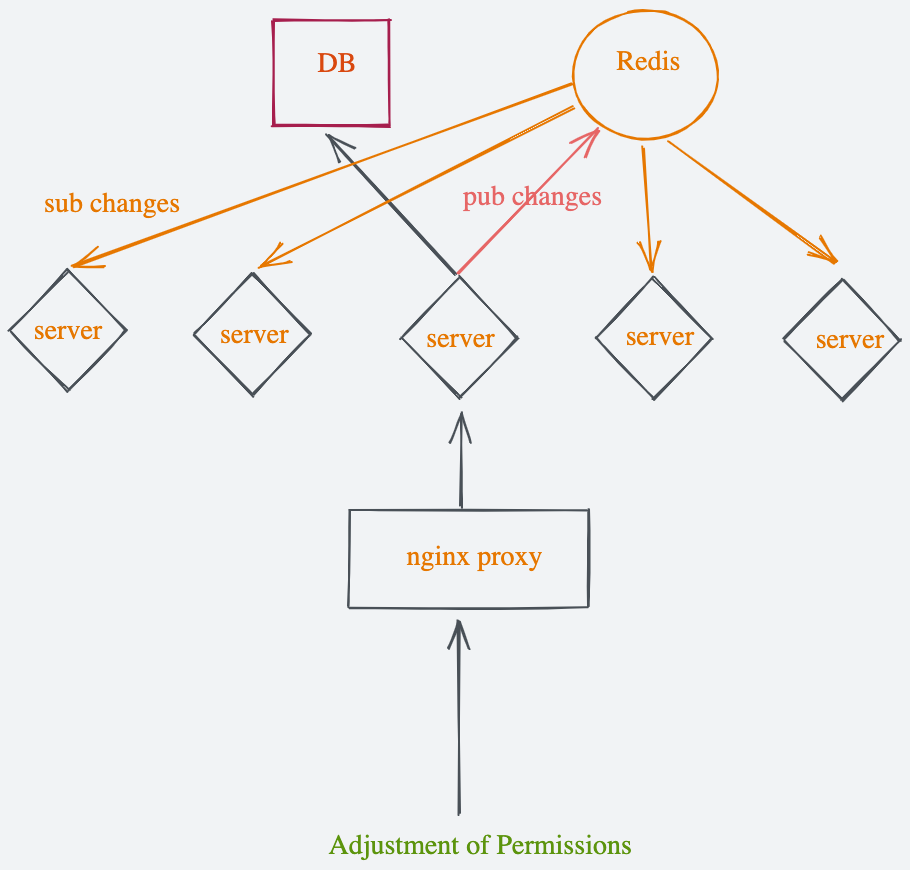 DB
Redis
sub changes
pub changes
server
server
server
server
server
nginx proxy
Adjustment of Permissions